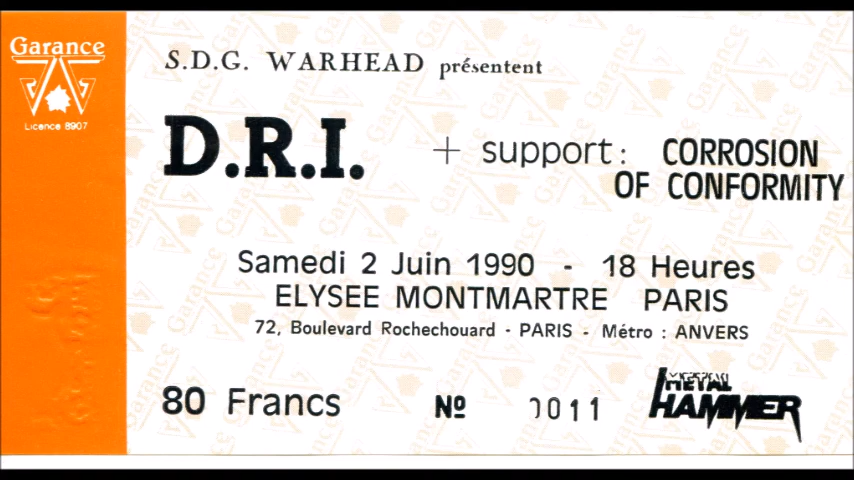 Garance
Licence 8907
S.D.G. WARHEAD présentent
D.R.I. + support : CORROSION
OF CONFORMITY
Samedi 2 Juin 1990 - 18 Heures
ELYSEE MONTMARTRE PARIS
72, Boulevard Rochechouard - PARIS - Métro : ANVERS
80 Francs Nº 0011
METAL
HAMMER